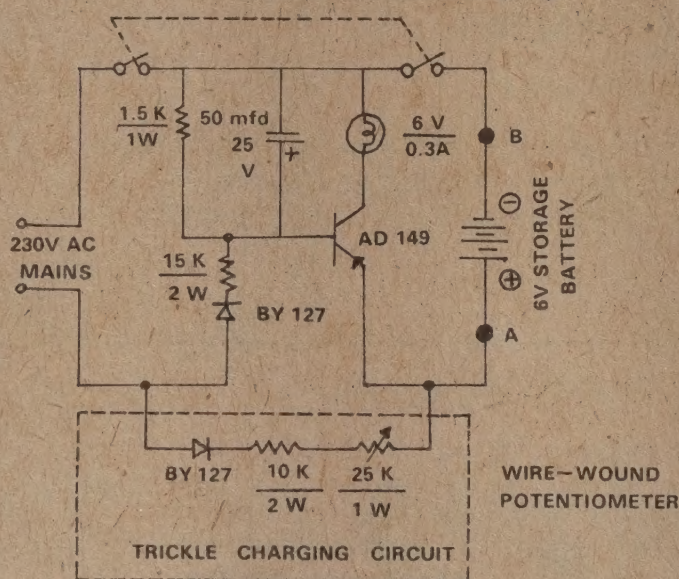 1.5 K
1W
50 mfd
25
V
+
6 V
0.3A
B
230V AC
MAINS
AD 149
6V STORAGE
BATTERY
15 K
2 W
BY 127
A
BY 127
10 K
2 W
25 K
1 W
WIRE-WOUND
POTENTIOMETER
TRICKLE CHARGING CIRCUIT